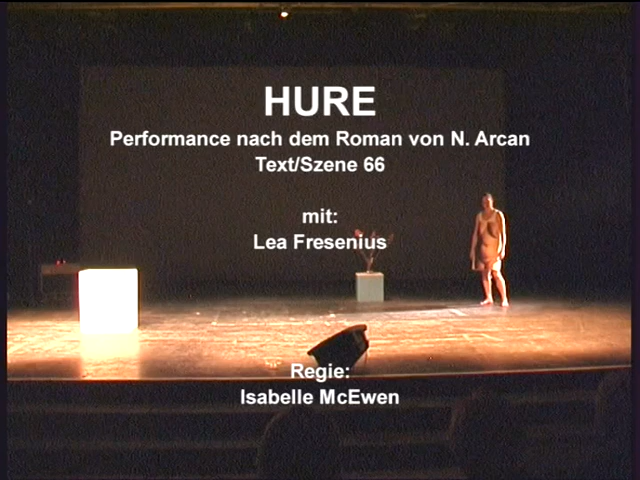 HURE
Performance nach dem Roman von N. Arcan
Text/Szene 66
mit:
Lea Fresenius
Regie:
Isabelle McEwen